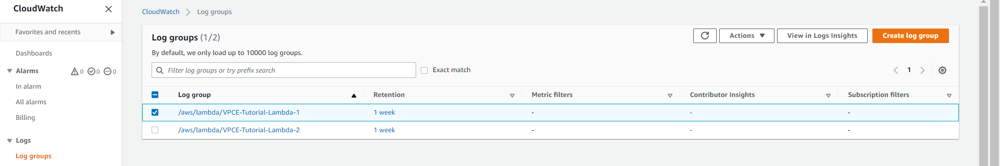 CloudWatch
Favorites and recents
Dashboards
Alarms 0 0 0
In alarm
All alarms
Billing
Logs
Log groups
CloudWatch Log groups
Log groups (1/2)
Actions View in Logs Insights Create log group
By default, we only load up to 10000 log groups.
Filter log groups or try prefix search Exact match 1
Log group Retention Metric filters Contributor Insights Subscription filters
/aws/lambda/VPCE-Tutorial-Lambda-1 1 week - - -
/aws/lambda/VPCE-Tutorial-Lambda-2 1 week - - -